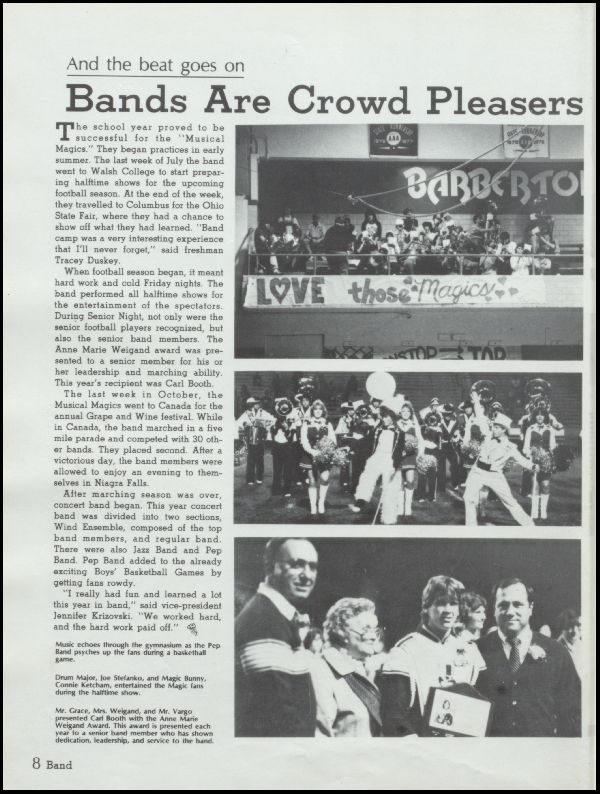 And the beat goes on
Bands Are Crowd Pleasers
The school year proved to be
successful for the "Musical
Magics." They began practices in early
summer. The last week of July the band
went to Walsh College to start prepar-
ing halftime shows for the upcoming
football season. At the end of the week,
they travelled to Columbus for the Ohio
State Fair, where they had a chance to
show off what they had learned. "Band
camp was a very interesting experience
that I'll never forget," said freshman
Tracey Duskey.
When football season began, it meant
hard work and cold Friday nights. The
band performed all halftime shows for
the entertainment of the spectators.
During Senior Night, not only were the
senior football players recognized, but
also the senior band members. The
Anne Marie Weigand award was pre-
sented to a senior member for his or
her leadership and marching ability.
This year's recipient was Carl Booth.
The last week in October, the
Musical Magics went to Canada for the
annual Grape and Wine festival. While
in Canada, the band marched in a five
mile parade and competed with 30 oth-
er bands. They placed second. After a
victorious day, the band members were
allowed to enjoy an evening to them-
selves in Niagra Falls.
After marching season was over,
concert band began. This year concert
band was divided into two sections,
Wind Ensemble, composed of the top
band members, and regular band.
There were also Jazz Band and Pep
Band. Pep Band added to the already
exciting Boys' Basketball Games by
getting fans rowdy.
"I really had fun and learned a lot
this year in band," said vice-president
Jennifer Krizovski. "We worked hard,
and the hard work paid off."
Music echoes through the gymnasium as the Pep
Band psyches up the fans during a basketball
game.
Drum Major, Joe Stefanko, and Magic Bunny,
Connie Ketcham, entertained the Magic fans
during the halftime show.
Mr. Grace, Mrs. Weigand, and Mr. Vargo
presented Carl Booth with the Anne Marie
Weigand Award. This award is presented each
year to a senior band member who has shown
dedication, leadership, and service to the band.
8 Band
STATE RUNNERUP
AAA
1976 1977
STATE RUNNERUP
BARBERTO
LOVE those Magics
NSTOP TOP